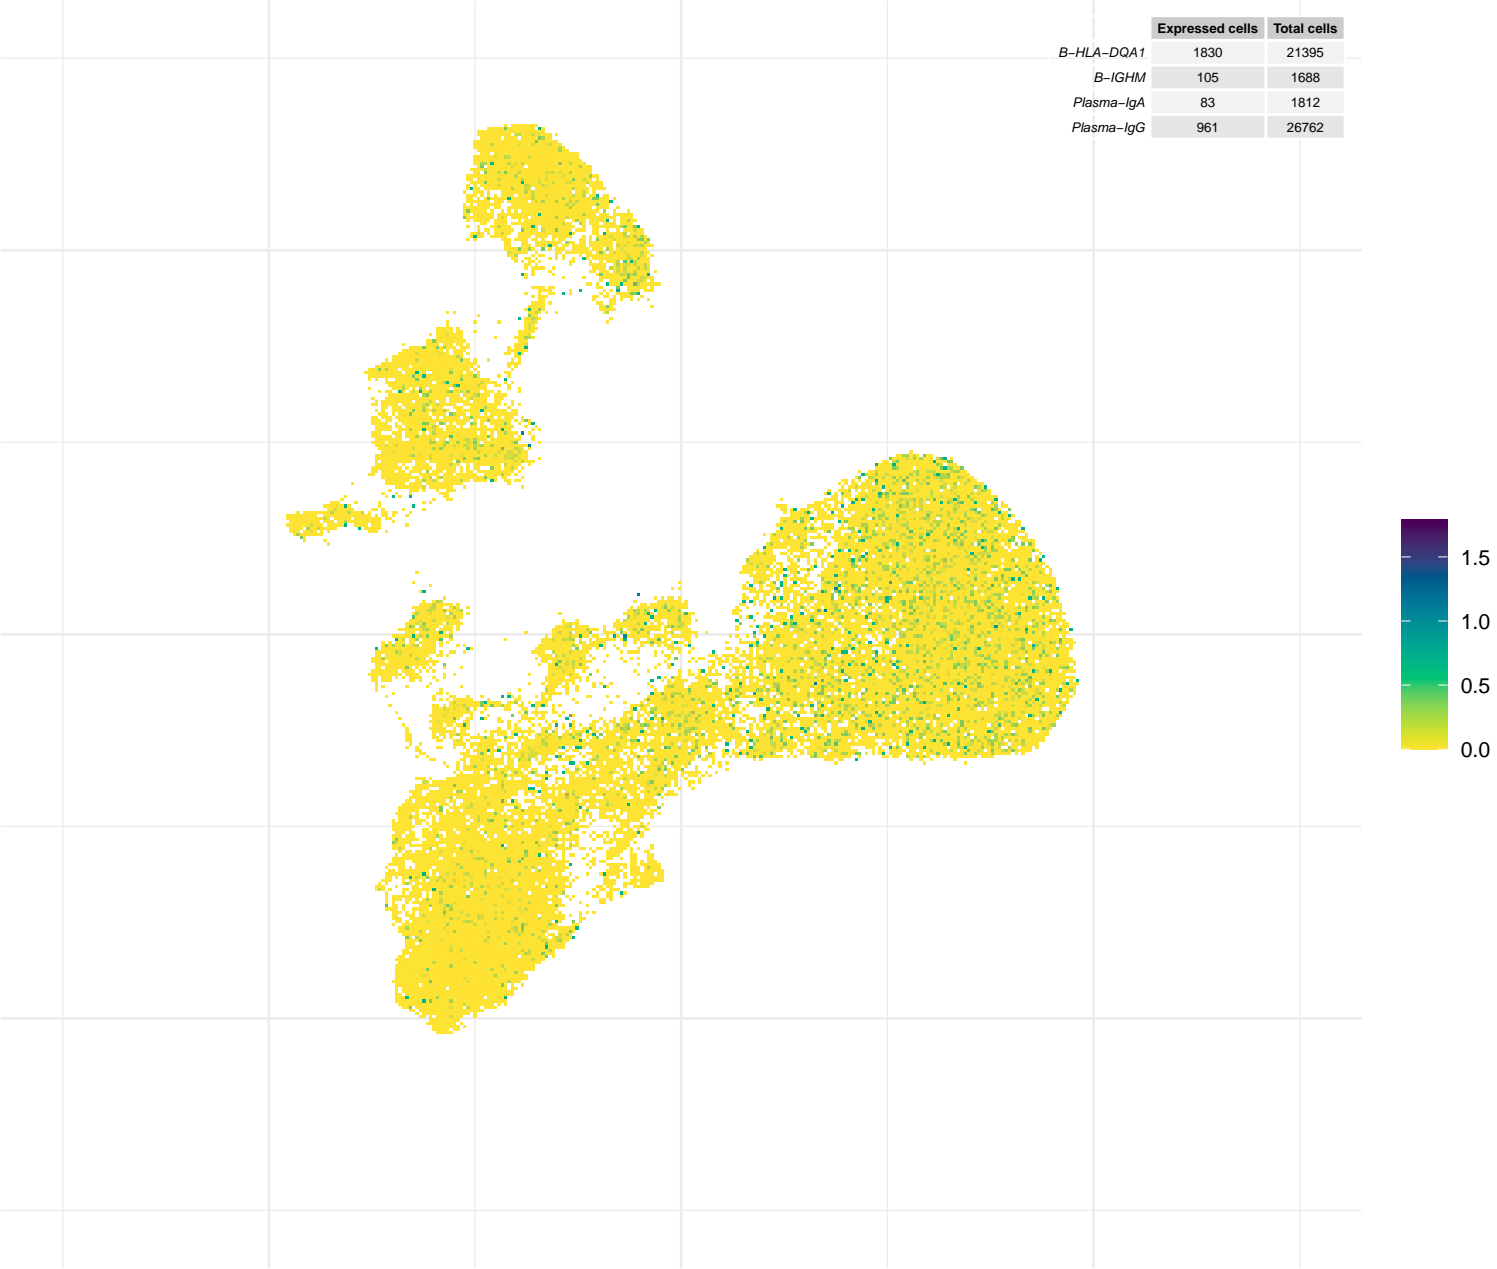 Expressed cells Total cells
B−HLA−DQA1 1830 21395
B−IGHM 105 1688
Plasma−IgA 83 1812
Plasma−IgG 961 26762
1.5
1.0
0.5
0.0